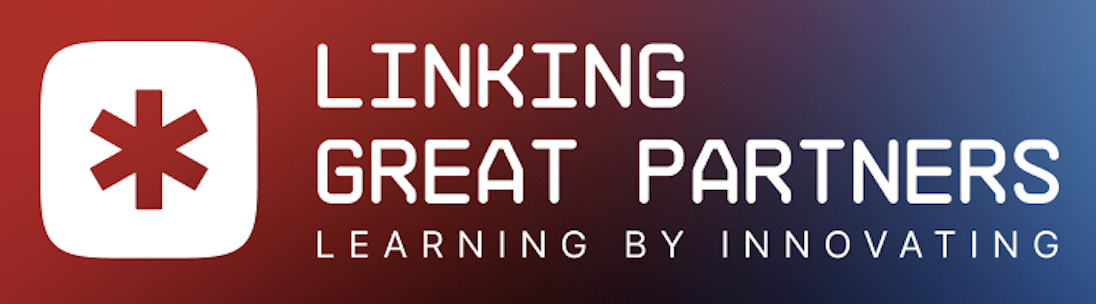 LINKING
GREAT PARTNERS
LEARNING BY INNOVATING